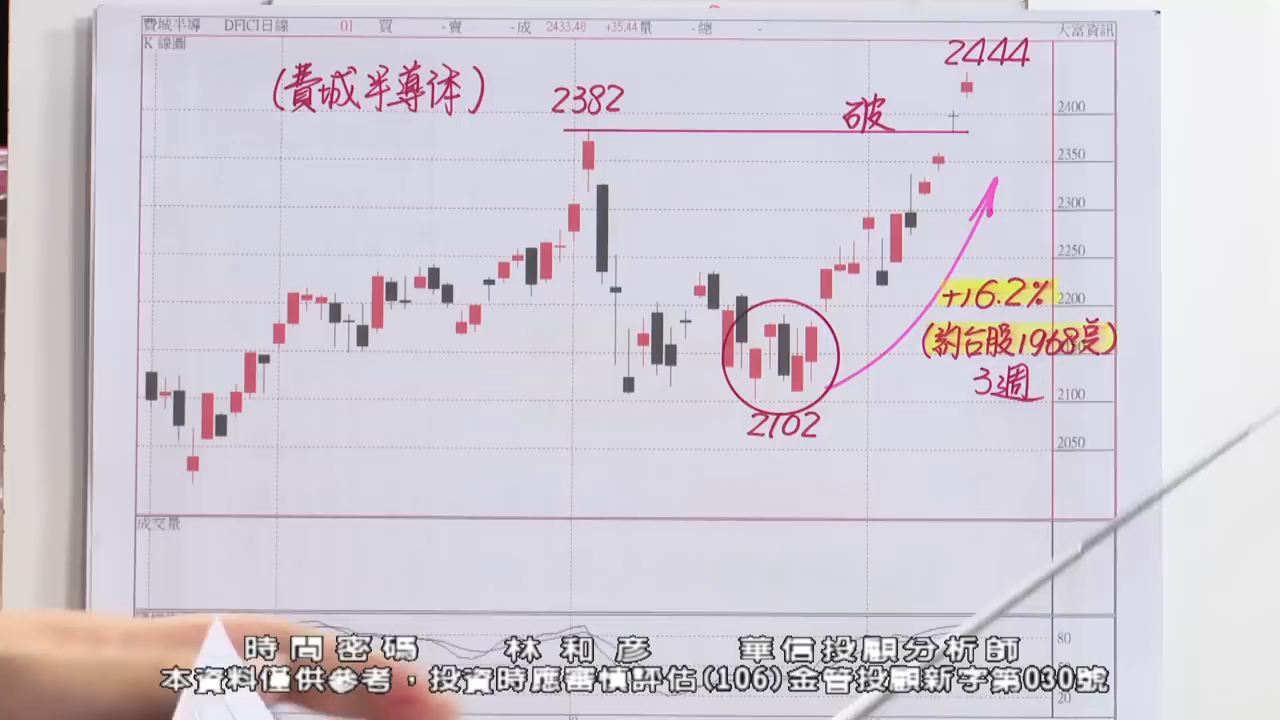 費城半導 DFICI日線 01 買 -賣 -成 2433.48 +35.44量 -總 -
大富資訊
K 線圖
2444
(費城半導体)
2382
破
2400
2350
2300
2250
+16.2%
2200
(約台股1968点)
3週
2100
2102
2050
成交量
80
時間密碼 林和彥 華信投顧分析師
本資料僅供參考，投資時應審慎評估(106)金管投顧新字第030號
20